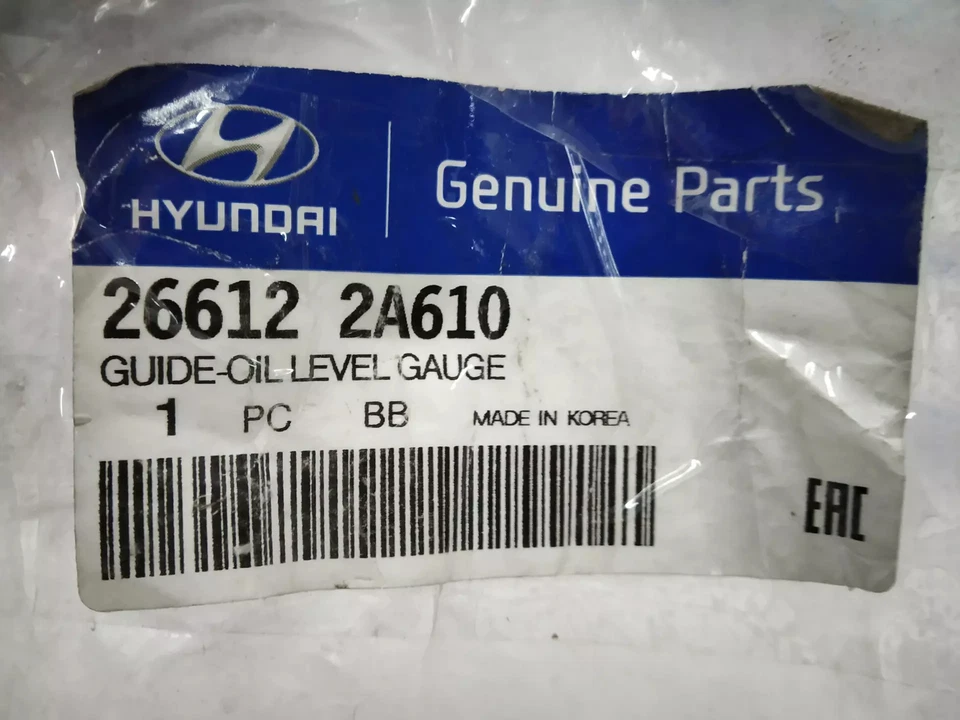 HYUNDAI
Genuine Parts
26612 2A610
GUIDE-OIL LEVEL GAUGE
1 PC BB MADE IN KOREA
EAC